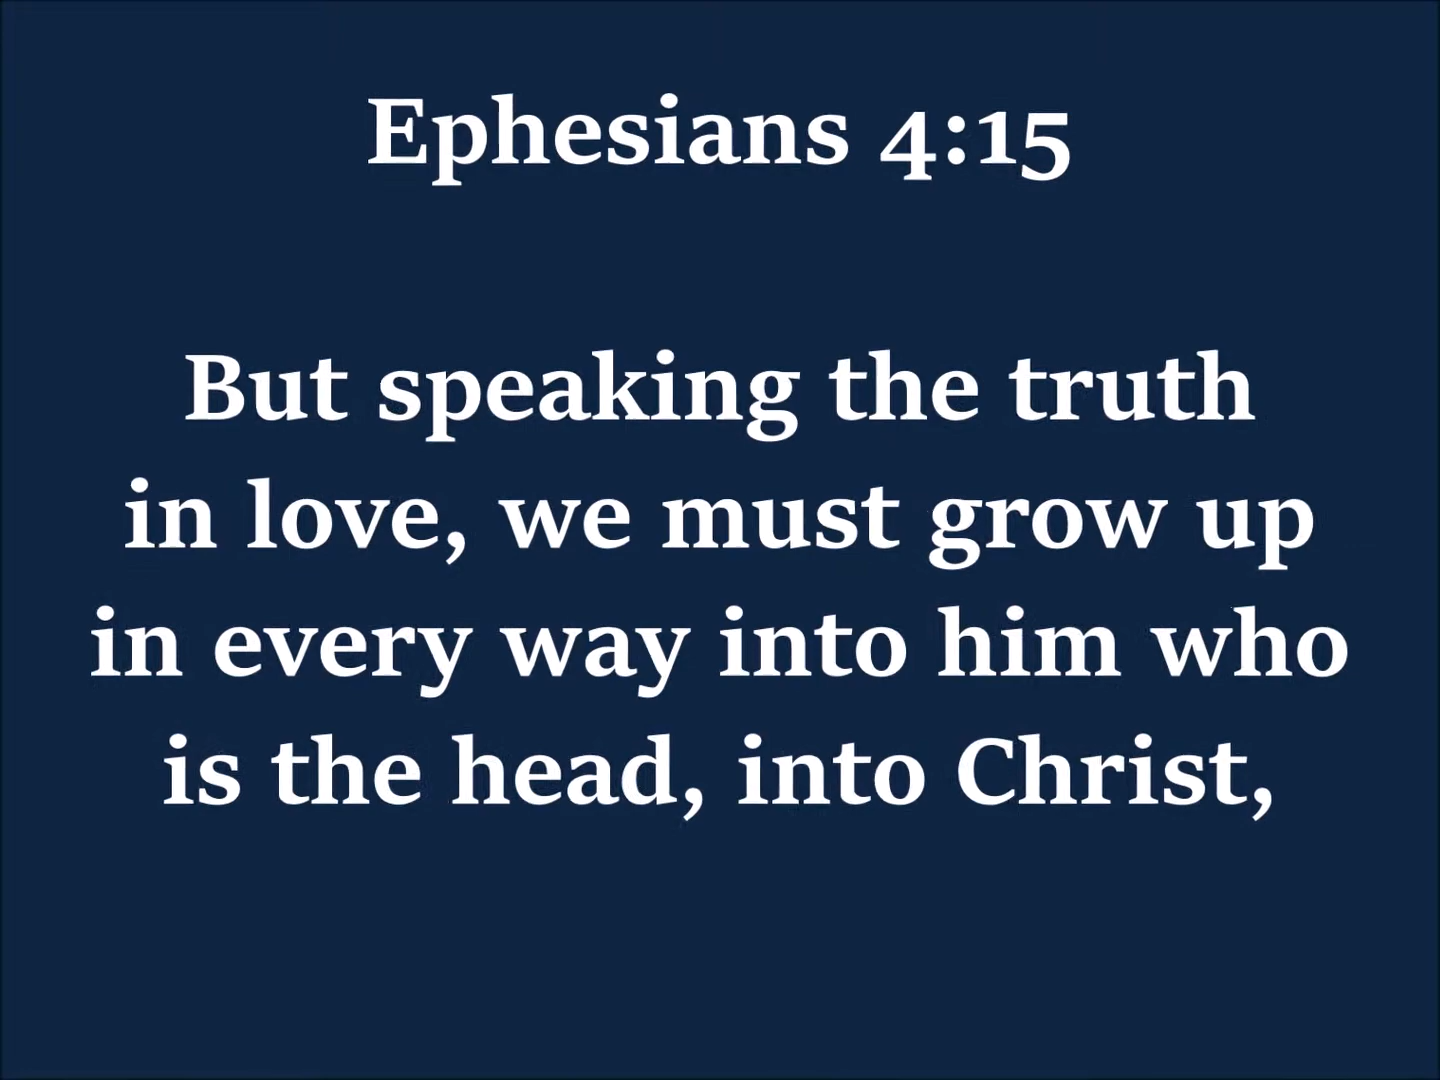 Ephesians 4:15
But speaking the truth
in love, we must grow up
in every way into him who
is the head, into Christ,